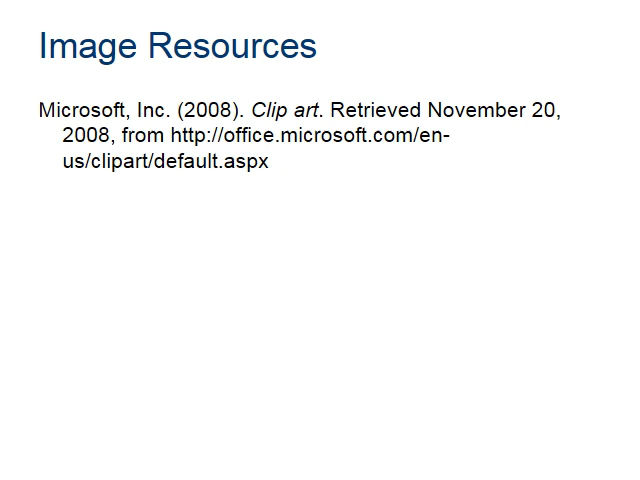 Image Resources
Microsoft, Inc. (2008). Clip art. Retrieved November 20,
2008, from http://office.microsoft.com/en-
us/clipart/default.aspx